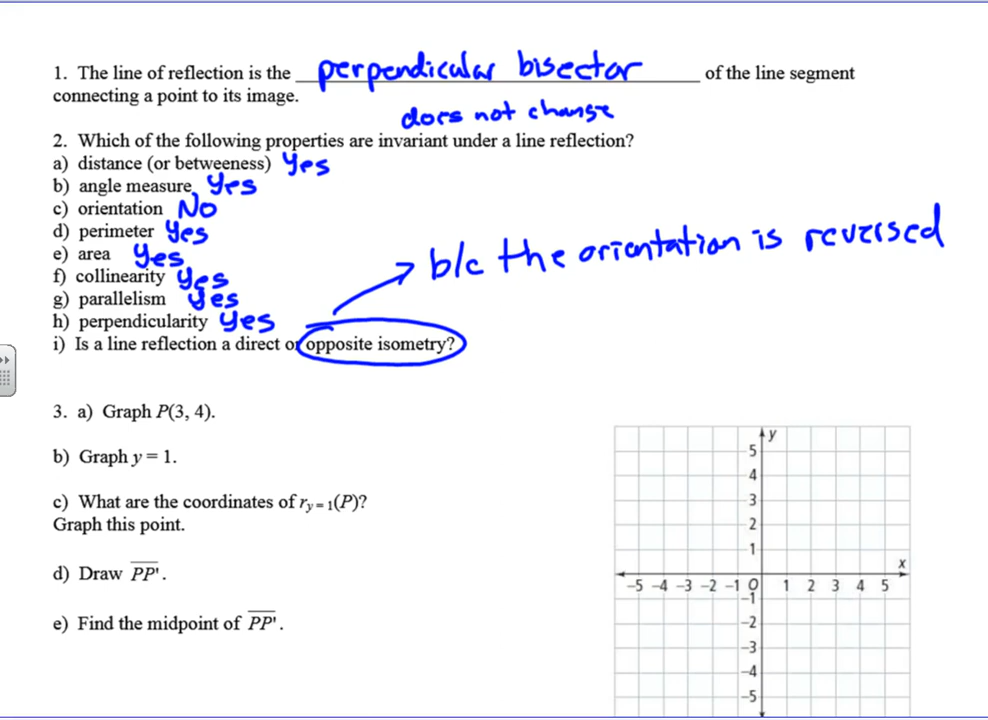 1. The line of reflection is the perpendicular bisector of the line segment
connecting a point to its image.
does not change
2. Which of the following properties are invariant under a line reflection?
a) distance (or betweeness) Yes
b) angle measure Yes
c) orientation No
d) perimeter Yes
e) area Yes
f) collinearity Yes
g) parallelism Yes
h) perpendicularity Yes
b/c the orientation is reversed
i) Is a line reflection a direct or opposite isometry?
3. a) Graph P(3, 4).
b) Graph y = 1.
c) What are the coordinates of r y = 1(P)?
Graph this point.
d) Draw PP'.
e) Find the midpoint of PP'.
y
5
4
3
2
1
x
-5 -4 -3 -2 -1 O 1 2 3 4 5
-1
-2
-3
-4
-5